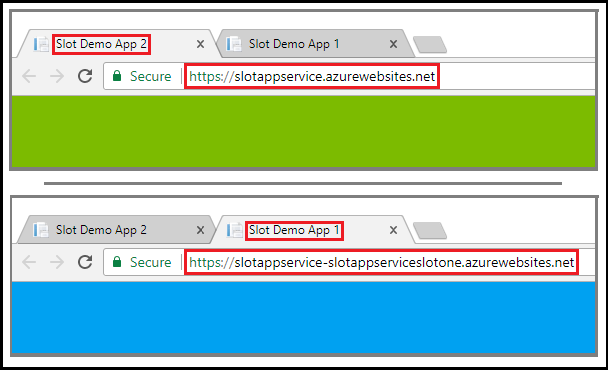 Slot Demo App 2 x Slot Demo App 1
Secure https://slotappservice.azurewebsites.net
Slot Demo App 2 Slot Demo App 1 x
Secure https://slotappservice-slotappserviceslotone.azurewebsites.net